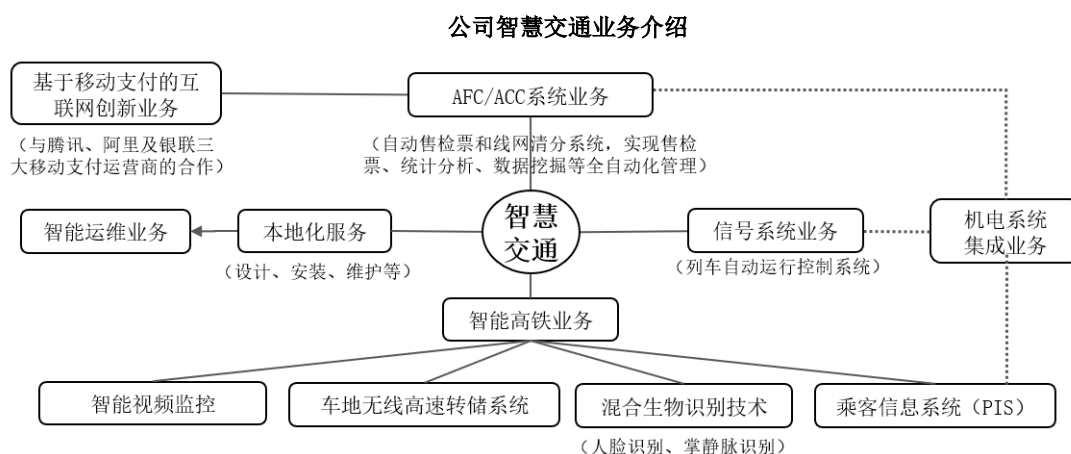 公司智慧交通业务介绍
基于移动支付的互
联网创新业务
（与腾讯、阿里及银联三
大移动支付运营商的合作）
AFC/ACC系统业务
（自动售检票和线网清分系统，实现售检
票、统计分析、数据挖掘等全自动化管理）
智能运维业务
本地化服务
（设计、安装、维护等）
智慧
交通
信号系统业务
（列车自动运行控制系统）
机电系统
集成业务
智能高铁业务
智能视频监控
车地无线高速转储系统
混合生物识别技术
（人脸识别、掌静脉识别）
乘客信息系统（PIS）